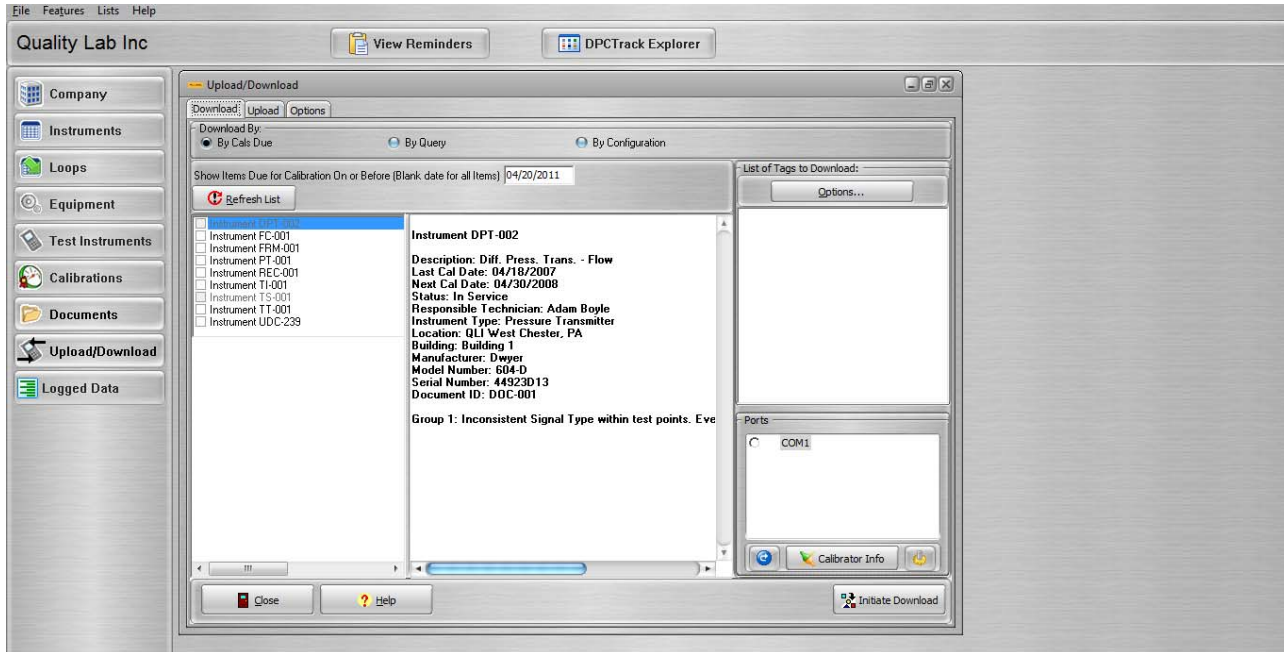 File Features Lists Help
Quality Lab Inc
View Reminders
DPCTrack Explorer
Company
Instruments
Loops
Equipment
Test Instruments
Calibrations
Documents
Upload/Download
Logged Data
Upload/Download
Download Upload Options
Download By:
By Cals Due
By Query
By Configuration
Show Items Due for Calibration On or Before (Blank date for all Items) 04/20/2011
Refresh List
Instrument DPT-002
Instrument FC-001
Instrument FRM-001
Instrument PT-001
Instrument REC-001
Instrument TI-001
Instrument TS-001
Instrument TT-001
Instrument UDC-239
Instrument DPT-002
Description: Diff. Press. Trans. - Flow
Last Cal Date: 04/18/2007
Next Cal Date: 04/30/2008
Status: In Service
Responsible Technician: Adam Boyle
Instrument Type: Pressure Transmitter
Location: QLI West Chester, PA
Building: Building 1
Manufacturer: Dwyer
Model Number: 604-D
Serial Number: 44923D13
Document ID: DOC-001
Group 1: Inconsistent Signal Type within test points. Eve
List of Tags to Download:
Options...
Ports
COM1
Calibrator Info
Close
Help
Initiate Download